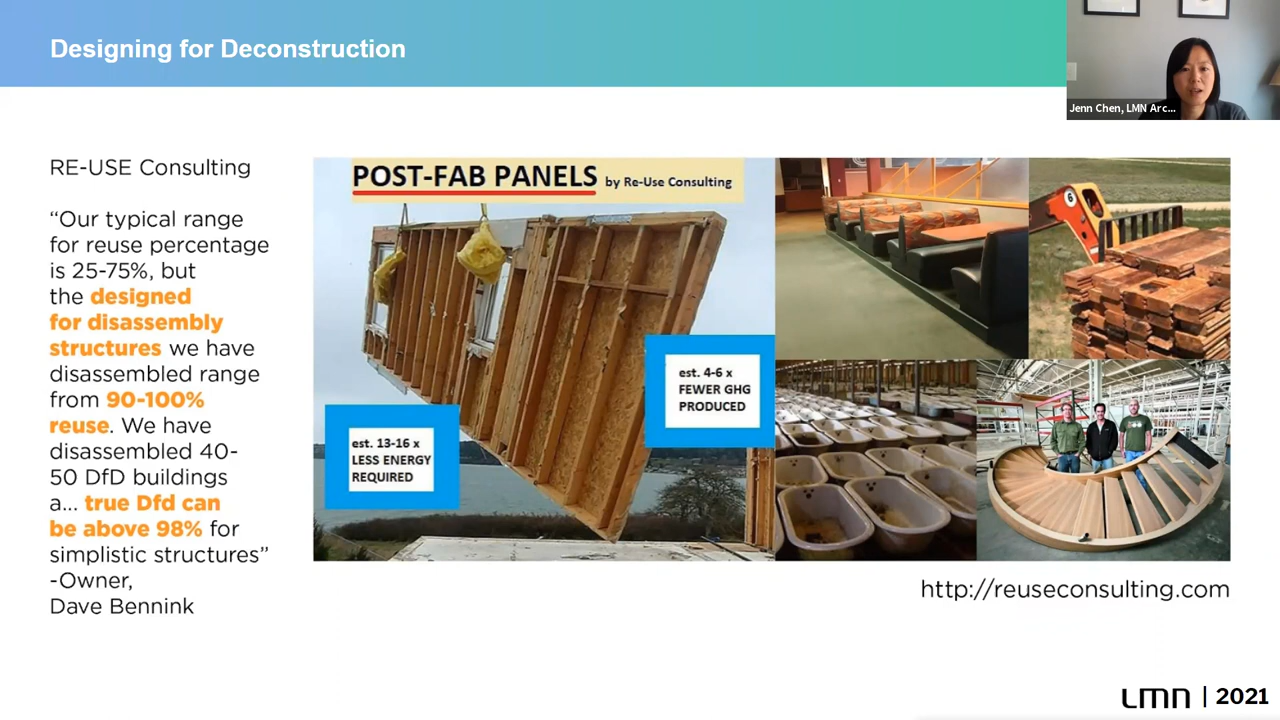 Designing for Deconstruction
Jenn Chen, LMN Arc...
RE-USE Consulting
“Our typical range
for reuse percentage
is 25-75%, but
the designed
for disassembly
structures we have
disassembled range
from 90-100%
reuse. We have
disassembled 40-
50 DfD buildings
a... true Dfd can
be above 98% for
simplistic structures”
-Owner,
Dave Bennink
POST-FAB PANELS by Re-Use Consulting
est. 4-6 x
FEWER GHG
PRODUCED
est. 13-16 x
LESS ENERGY
REQUIRED
6
http://reuseconsulting.com
LMN | 2021